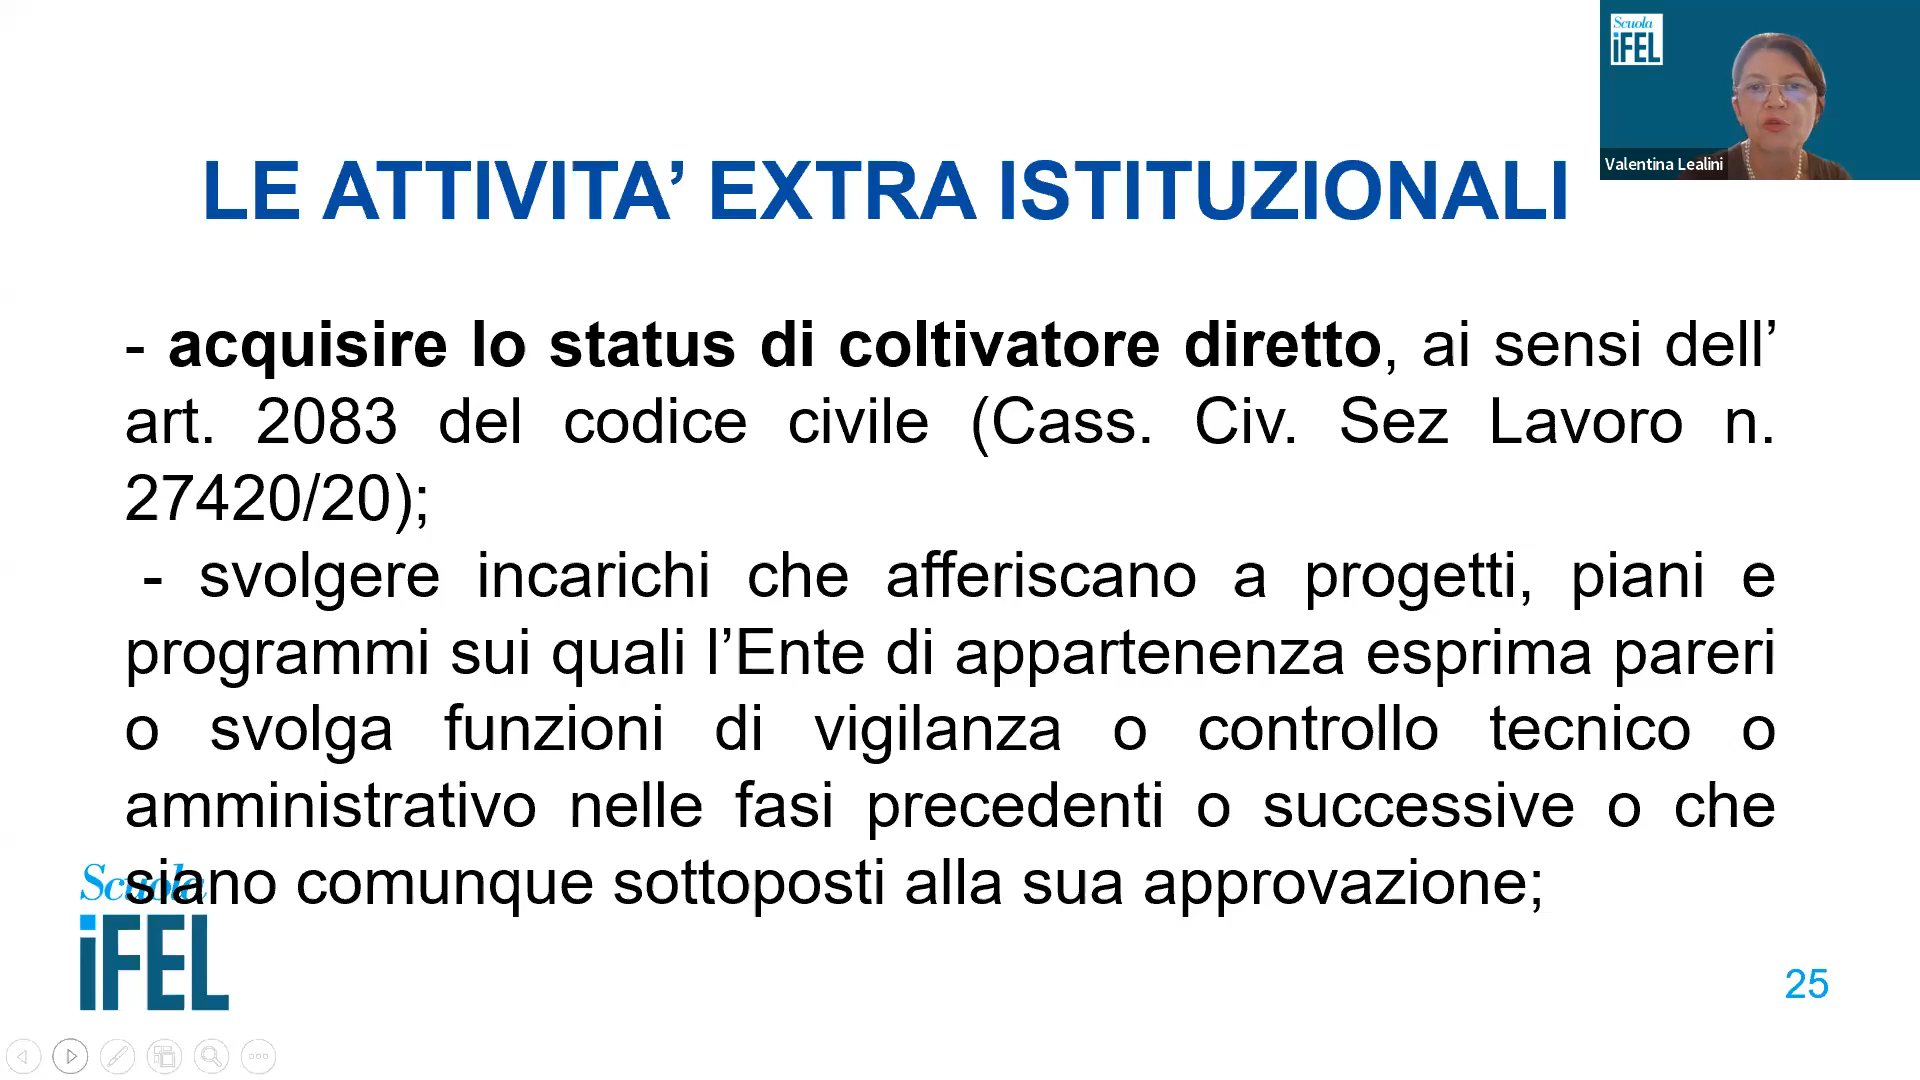 Scuola
iFEL
Valentina Lealini
LE ATTIVITA’ EXTRA ISTITUZIONALI
- acquisire lo status di coltivatore diretto, ai sensi dell’
art. 2083 del codice civile (Cass. Civ. Sez Lavoro n.
27420/20);
- svolgere incarichi che afferiscano a progetti, piani e
programmi sui quali l’Ente di appartenenza esprima pareri
o svolga funzioni di vigilanza o controllo tecnico o
amministrativo nelle fasi precedenti o successive o che
siano comunque sottoposti alla sua approvazione;
Scuola
iFEL
25